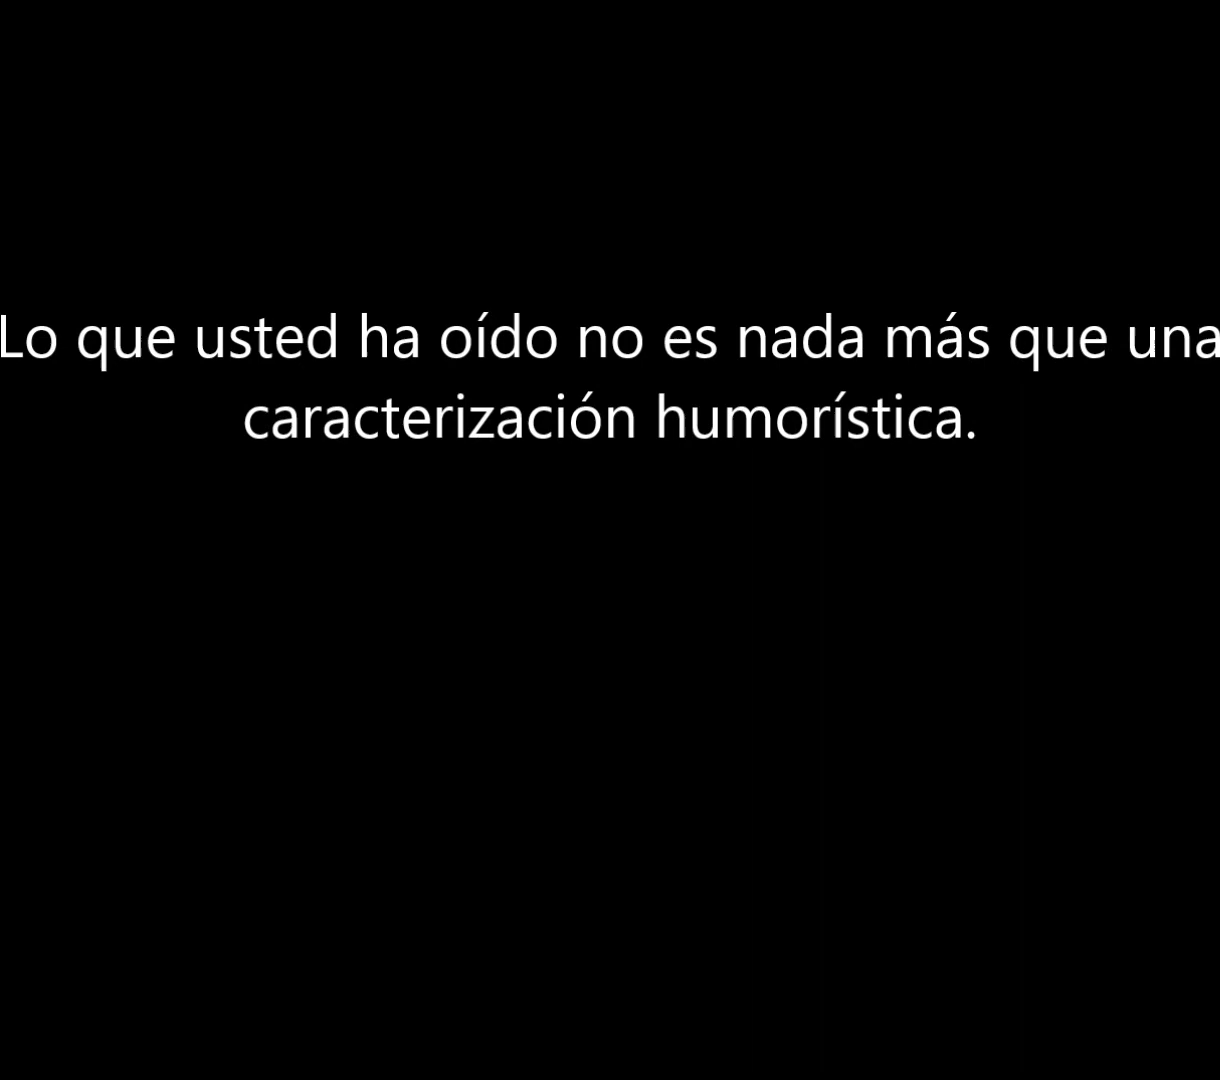 Lo que usted ha oído no es nada más que una
caracterización humorística.